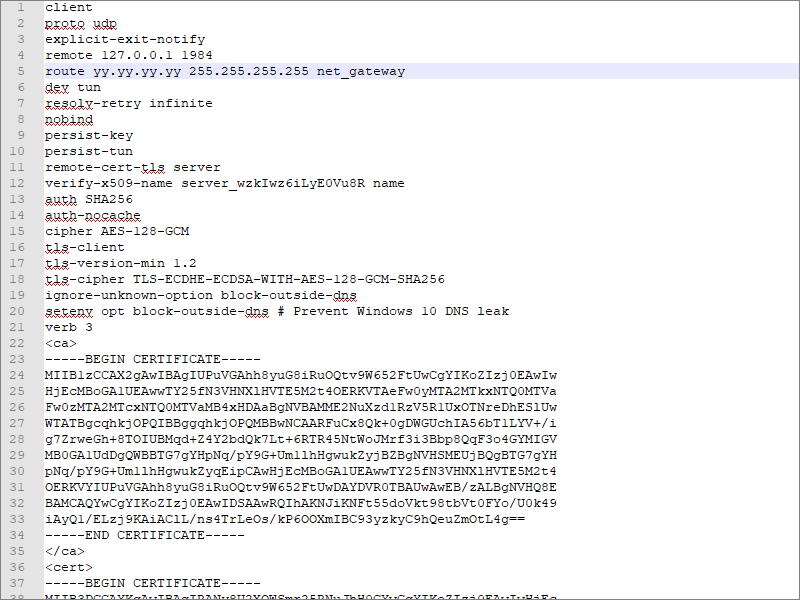 1 client
2 proto udp
3 explicit-exit-notify
4 remote 127.0.0.1 1984
5 route yy.yy.yy.yy 255.255.255.255 net_gateway
6 dev tun
7 resolv-retry infinite
8 nobind
9 persist-key
10 persist-tun
11 remote-cert-tls server
12 verify-x509-name server_wzkIwz6iLyE0Vu8R name
13 auth SHA256
14 auth-nocache
15 cipher AES-128-GCM
16 tls-client
17 tls-version-min 1.2
18 tls-cipher TLS-ECDHE-ECDSA-WITH-AES-128-GCM-SHA256
19 ignore-unknown-option block-outside-dns
20 setenv opt block-outside-dns # Prevent Windows 10 DNS leak
21 verb 3
22 <ca>
23 -----BEGIN CERTIFICATE-----
24 MIIB1zCCAX2gAwIBAgIUPuVGAhh8yuG8iRuOQtv9W652FtUwCgYIKoZIzj0EAwIw
25 HjEcMBoGA1UEAwwTY25fN3VHNXlHVTE5M2t4OERKVTAeFw0yMTA2MTkxNTQ0MTVa
26 Fw0zMTA2MTcxNTQ0MTVaMB4xHDAaBgNVBAMME2NuXzd1RzV5R1UxOTNreDhES1Uw
27 WTATBgcqhkjOPQIBBggqhkjOPQMBBwNCAARFuCx8Qk+0gDWGUchIA56bT1LYV+/i
28 g7ZrweGh+8TOIUBMqd+Z4Y2bdQk7Lt+6RTR45NtWoJMrf3i3Bbp8QqF3o4GYMIGV
29 MB0GA1UdDgQWBBTG7gYHpNq/pY9G+Um1lhHgwukZyjBZBgNVHSMEUjBQgBTG7gYH
30 pNq/pY9G+Um1lhHgwukZyqEipCAwHjEcMBoGA1UEAwwTY25fN3VHNXlHVTE5M2t4
31 OERKVYIUPuVGAhh8yuG8iRuOQtv9W652FtUwDAYDVR0TBAUwAwEB/zALBgNVHQ8E
32 BAMCAQYwCgYIKoZIzj0EAwIDSAAwRQIhAKNJiKNFt55doVkt98tbVt0FYo/U0k49
33 iAyQ1/ELzj9KAiAClL/ns4TrLeOs/kP6OOXmIBC93yzkyC9hQeuZmOtL4g==
34 -----END CERTIFICATE-----
35 </ca>
36 <cert>
37 -----BEGIN CERTIFICATE-----
38